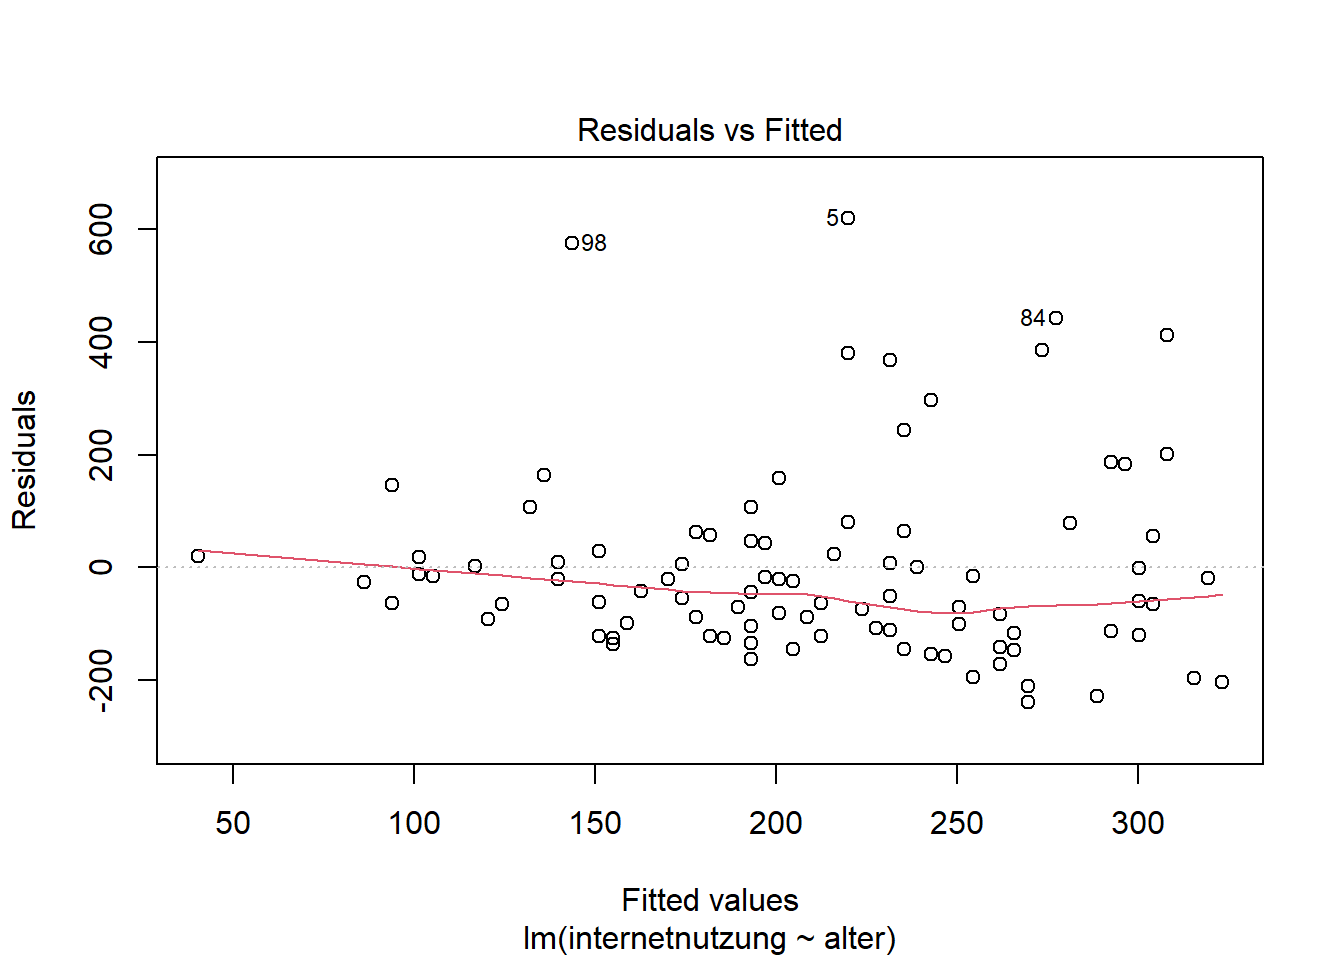 Residuals vs Fitted
600
400
200
0
-200
Residuals
5
98
84
50 100 150 200 250 300
Fitted values
lm(internetnutzung ~ alter)